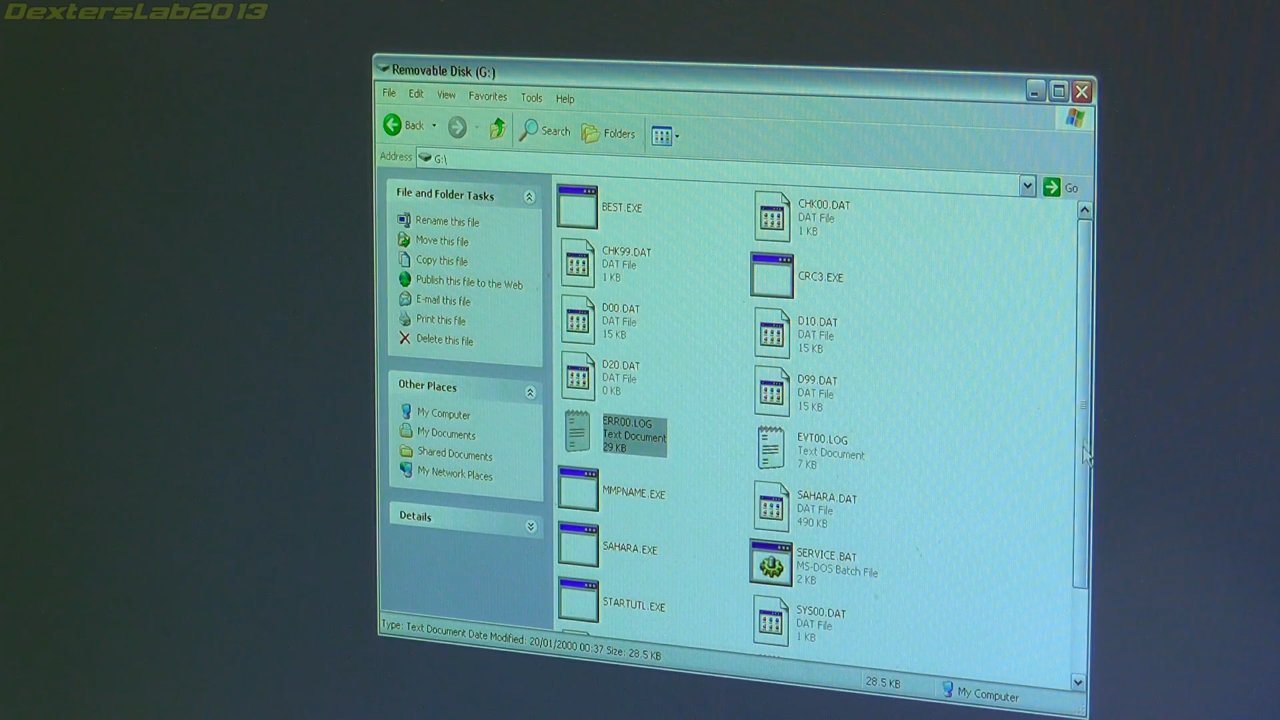 DextersLab2013
Removable Disk (G:)
File Edit View Favorites Tools Help
Back Search Folders
Address G:\ Go
File and Folder Tasks
Rename this file
Move this file
Copy this file
Publish this file to the Web
E-mail this file
Print this file
Delete this file
Other Places
My Computer
My Documents
Shared Documents
My Network Places
Details
BEST.EXE
CHK00.DAT
DAT File
1 KB
CHK99.DAT
DAT File
1 KB
CRC3.EXE
D00.DAT
DAT File
15 KB
D10.DAT
DAT File
15 KB
D20.DAT
DAT File
0 KB
D99.DAT
DAT File
15 KB
ERR00.LOG
Text Document
29 KB
EVT00.LOG
Text Document
7 KB
MMPNAME.EXE
SAHARA.DAT
DAT File
490 KB
SAHARA.EXE
SERVICE.BAT
MS-DOS Batch File
2 KB
STARTUTL.EXE
SYS00.DAT
DAT File
1 KB
Type: Text Document Date Modified: 20/01/2000 00:37 Size: 28.5 KB
28.5 KB My Computer